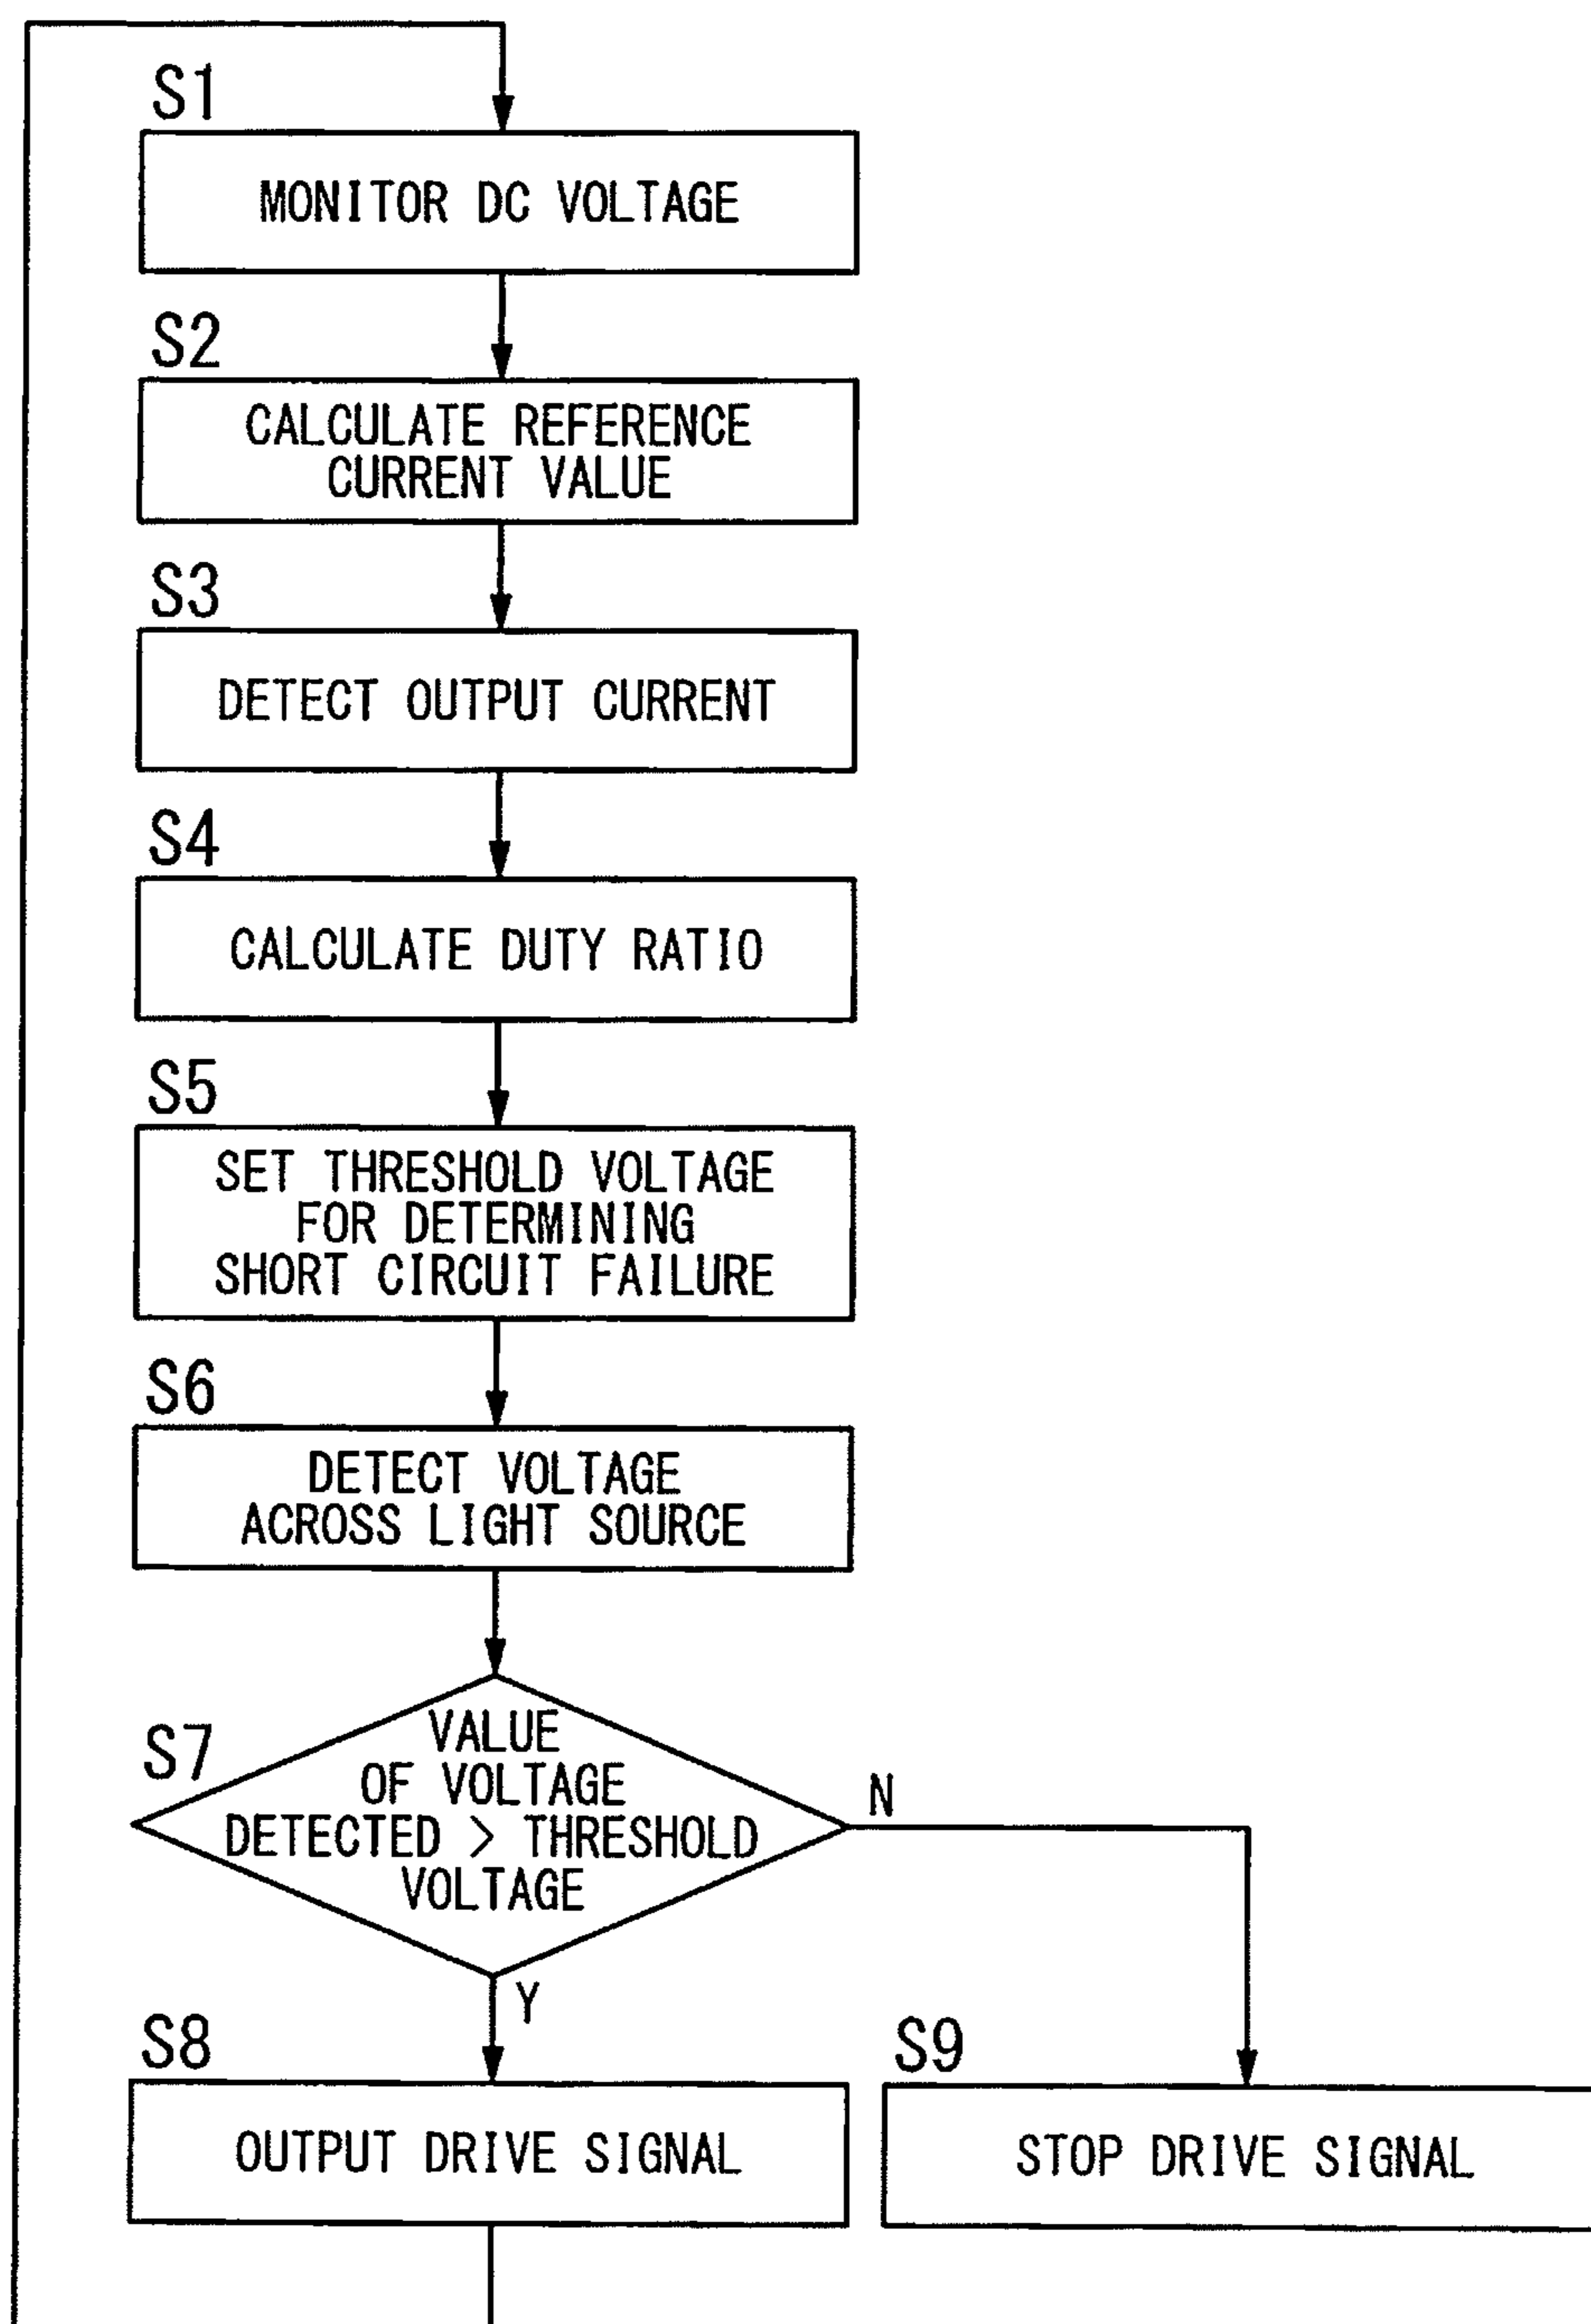 S1
MONITOR DC VOLTAGE
S2
CALCULATE REFERENCE
CURRENT VALUE
S3
DETECT OUTPUT CURRENT
S4
CALCULATE DUTY RATIO
S5
SET THRESHOLD VOLTAGE
FOR DETERMINING
SHORT CIRCUIT FAILURE
S6
DETECT VOLTAGE
ACROSS LIGHT SOURCE
S7
VALUE
OF VOLTAGE
DETECTED > THRESHOLD
VOLTAGE
N
Y
S8
OUTPUT DRIVE SIGNAL
S9
STOP DRIVE SIGNAL